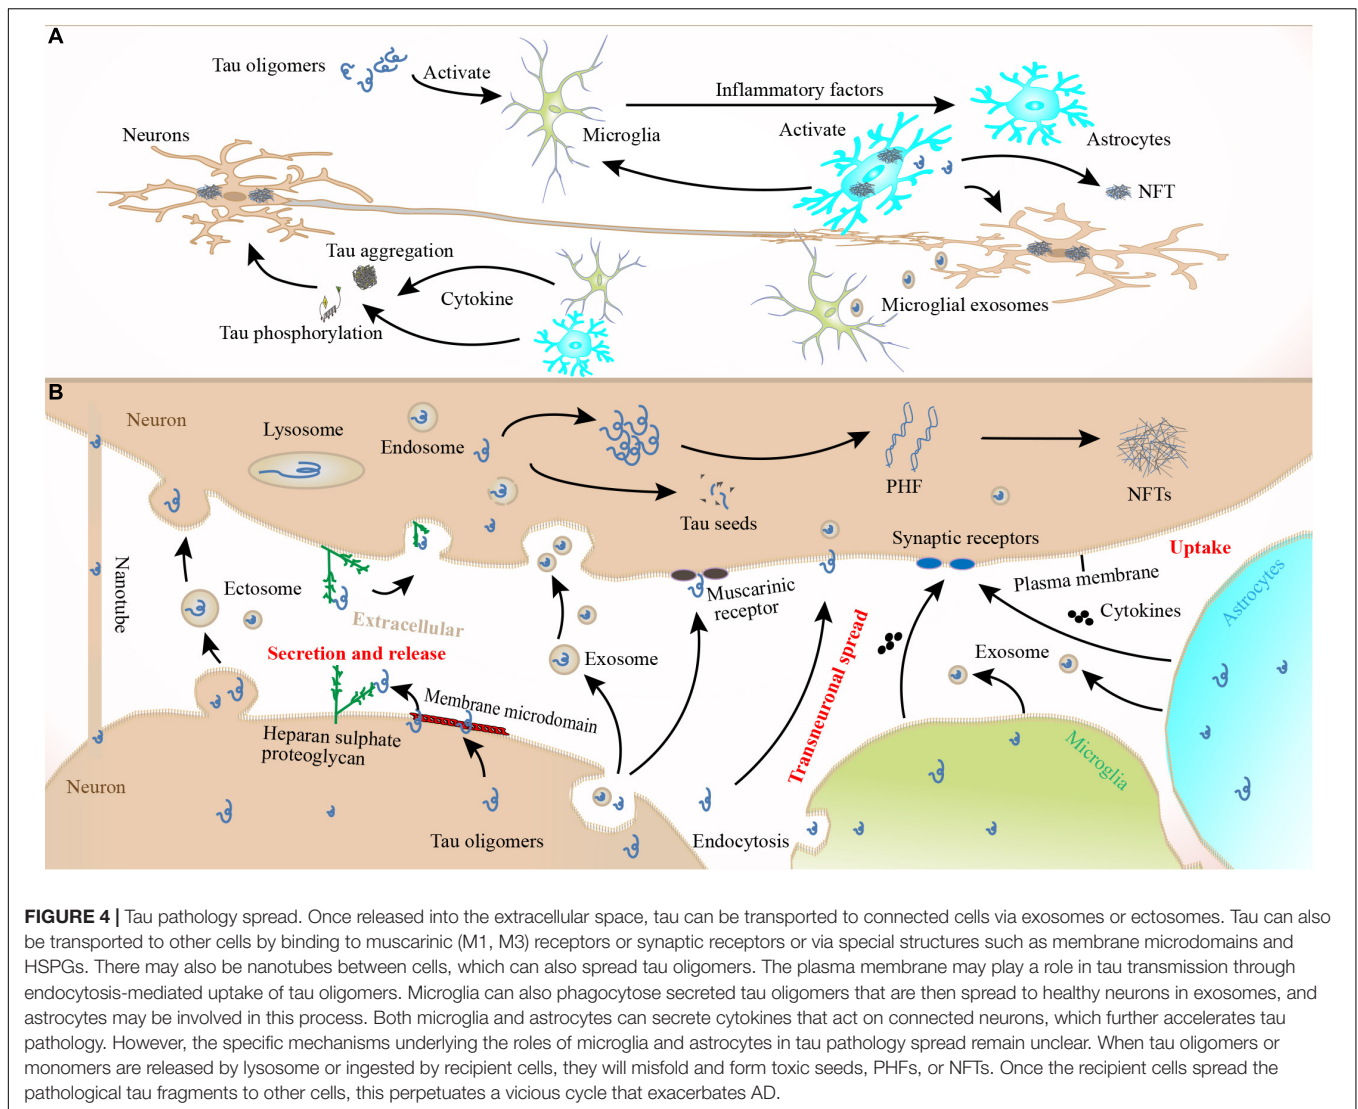 A
Tau oligomers
Activate
Inflammatory factors
Microglia
Activate
Astrocytes
Neurons
NFT
Tau aggregation
Cytokine
Tau phosphorylation
Microglial exosomes
B
Neuron
Lysosome
Endosome
PHF
NFTs
Tau seeds
Synaptic receptors
Uptake
Nanotube
Ectosome
Muscarinic
receptor
Plasma membrane
Astrocytes
Cytokines
Extracellular
Secretion and release
Exosome
Transneuronal spread
Exosome
Membrane microdomain
Heparan sulphate
proteoglycan
Microglia
Neuron
Tau oligomers
Endocytosis
FIGURE 4 | Tau pathology spread. Once released into the extracellular space, tau can be transported to connected cells via exosomes or ectosomes. Tau can also
be transported to other cells by binding to muscarinic (M1, M3) receptors or synaptic receptors or via special structures such as membrane microdomains and
HSPGs. There may also be nanotubes between cells, which can also spread tau oligomers. The plasma membrane may play a role in tau transmission through
endocytosis-mediated uptake of tau oligomers. Microglia can also phagocytose secreted tau oligomers that are then spread to healthy neurons in exosomes, and
astrocytes may be involved in this process. Both microglia and astrocytes can secrete cytokines that act on connected neurons, which further accelerates tau
pathology. However, the specific mechanisms underlying the roles of microglia and astrocytes in tau pathology spread remain unclear. When tau oligomers or
monomers are released by lysosome or ingested by recipient cells, they will misfold and form toxic seeds, PHFs, or NFTs. Once the recipient cells spread the
pathological tau fragments to other cells, this perpetuates a vicious cycle that exacerbates AD.